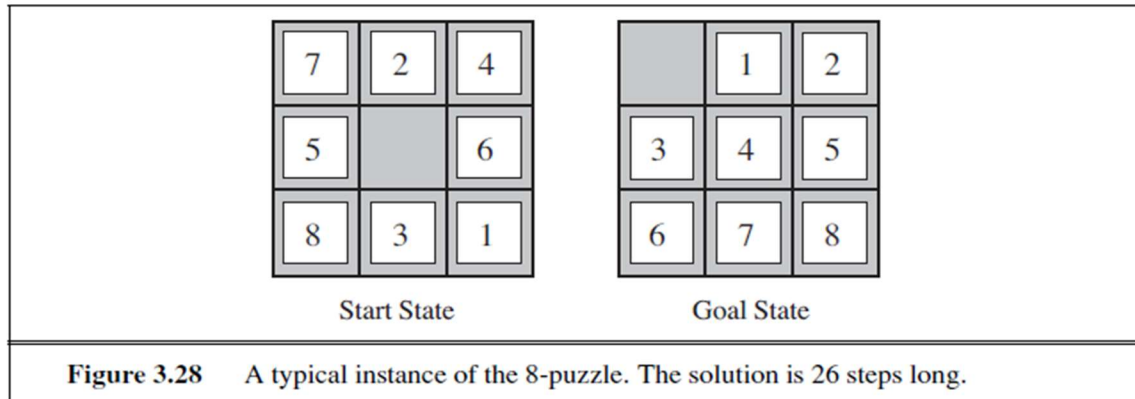 7 2 4 1 2
5 6 3 4 5
8 3 1 6 7 8
Start State Goal State
Figure 3.28 A typical instance of the 8-puzzle. The solution is 26 steps long.